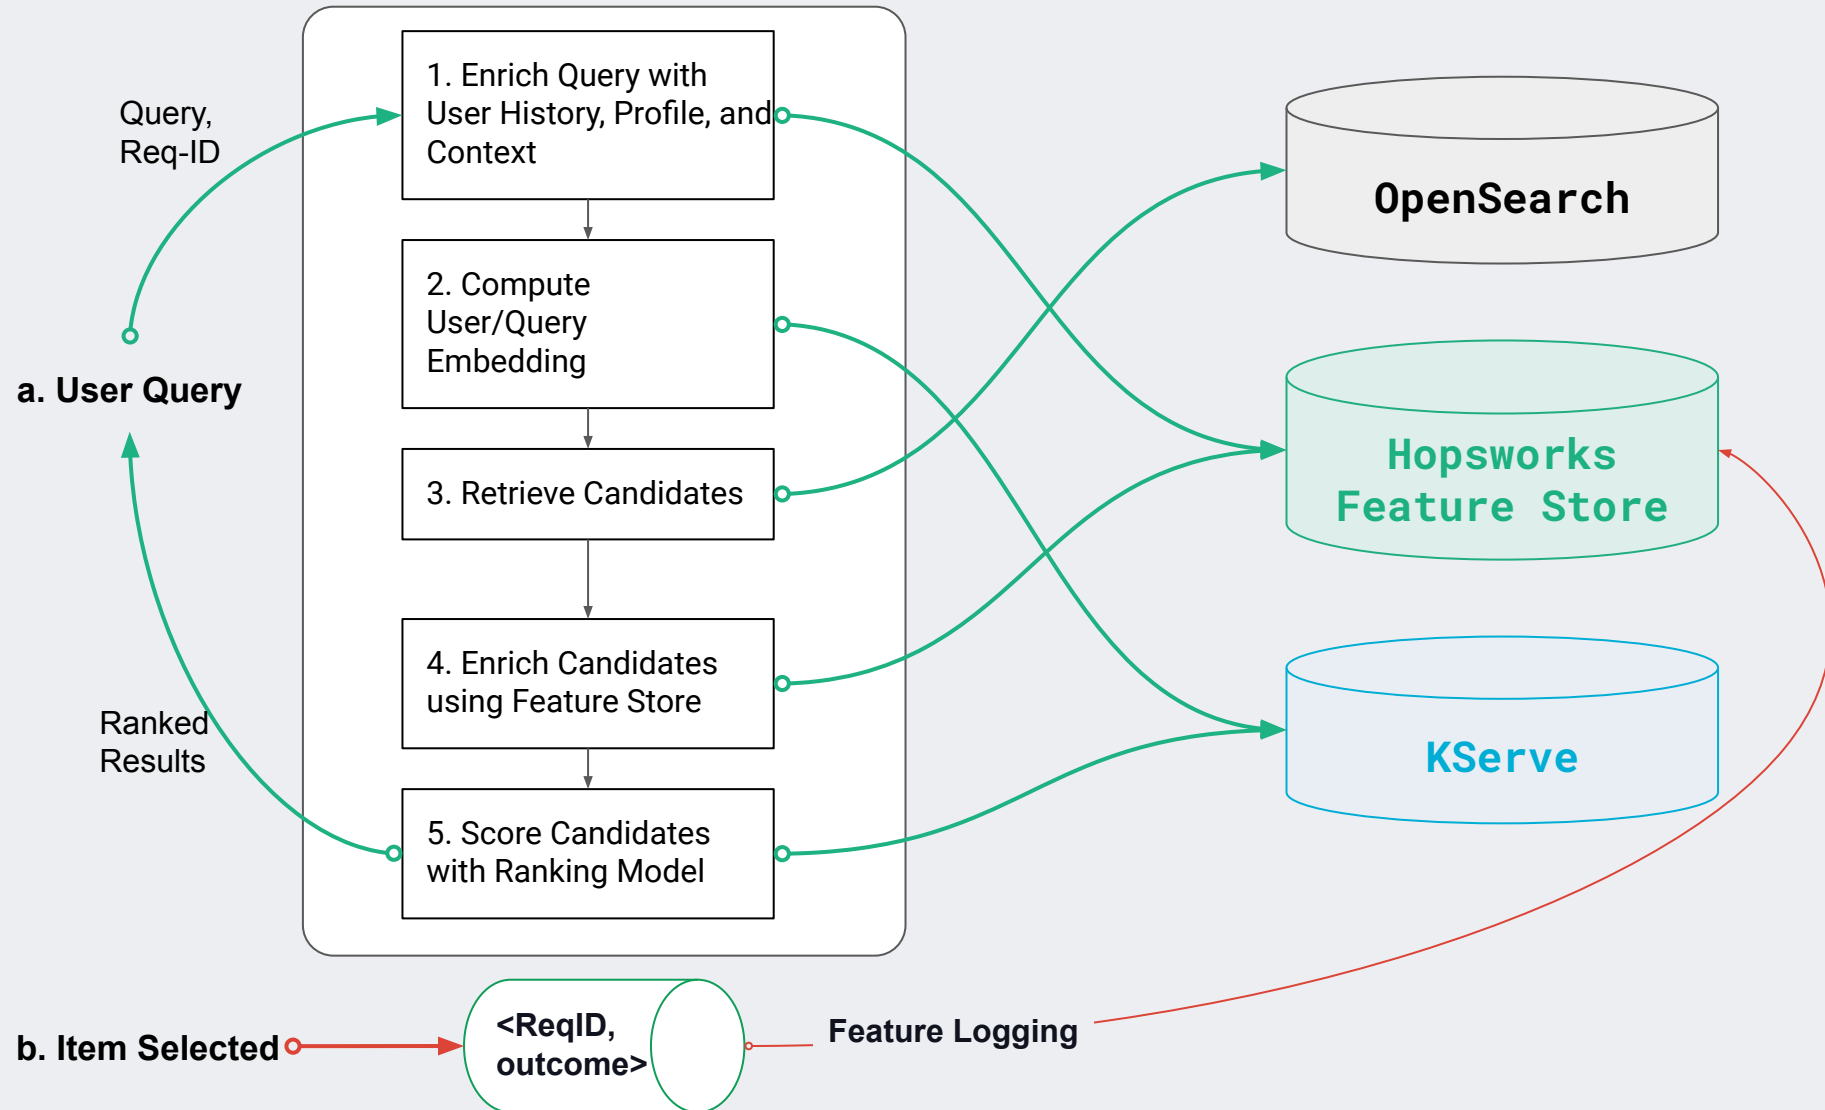 Query,
Req-ID
a. User Query
Ranked
Results
1. Enrich Query with
User History, Profile, and
Context
2. Compute
User/Query
Embedding
3. Retrieve Candidates
4. Enrich Candidates
using Feature Store
5. Score Candidates
with Ranking Model
OpenSearch
Hopsworks
Feature Store
KServe
b. Item Selected
<ReqID,
outcome>
Feature Logging